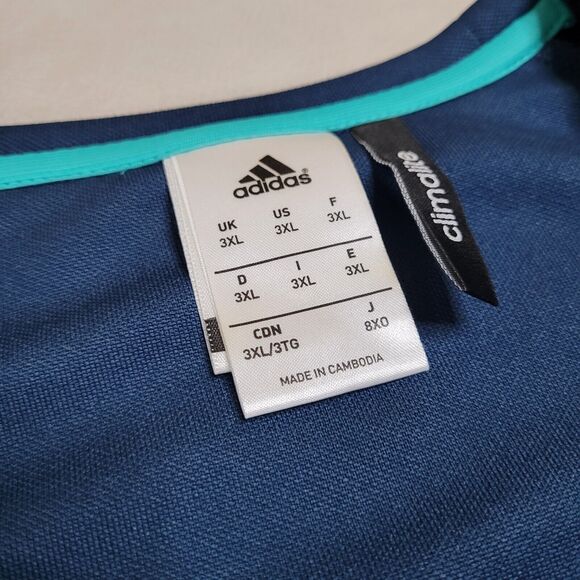 adidas®
UK US F
3XL 3XL 3XL
D I E
3XL 3XL 3XL
CDN J
3XL/3TG 8XO
MADE IN CAMBODIA
climalite